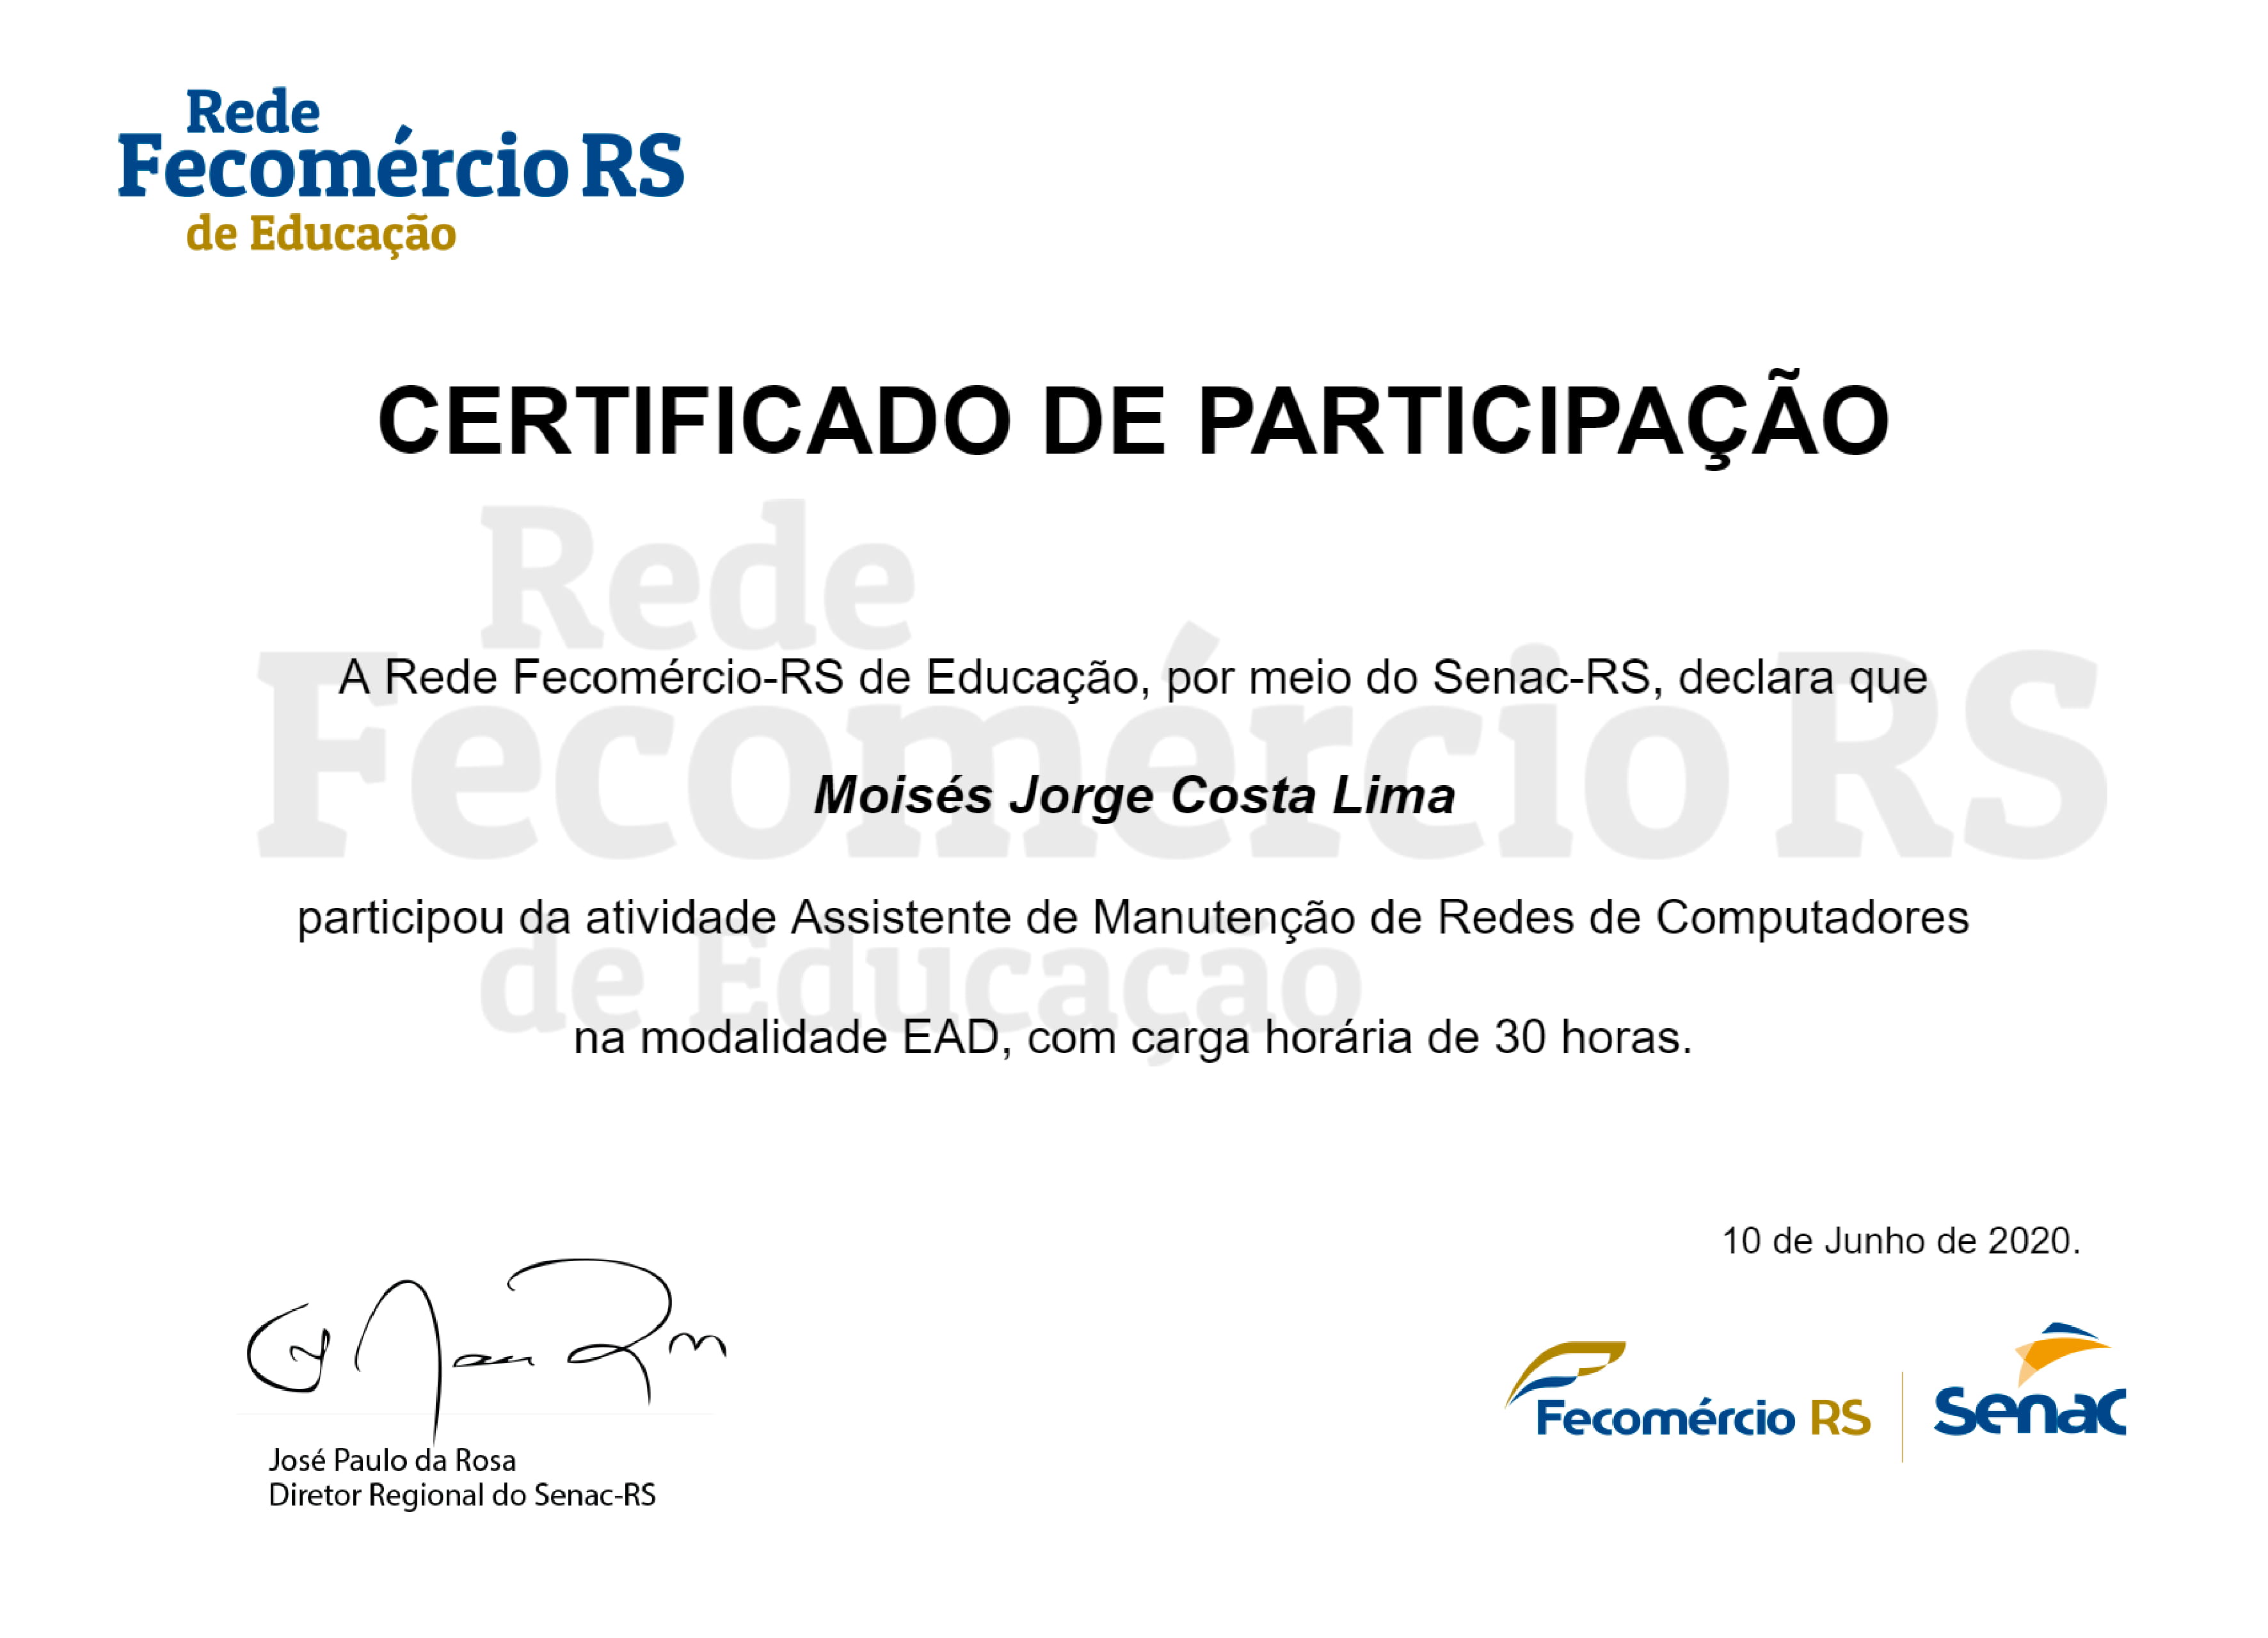 Rede
Fecomércio RS
de Educação
CERTIFICADO DE PARTICIPAÇÃO
Rede
Fecomércio RS
de Educação
A Rede Fecomércio-RS de Educação, por meio do Senac-RS, declara que
Moisés Jorge Costa Lima
participou da atividade Assistente de Manutenção de Redes de Computadores
na modalidade EAD, com carga horária de 30 horas.
10 de Junho de 2020.
José Paulo da Rosa
Diretor Regional do Senac-RS
Fecomércio RS
Senac